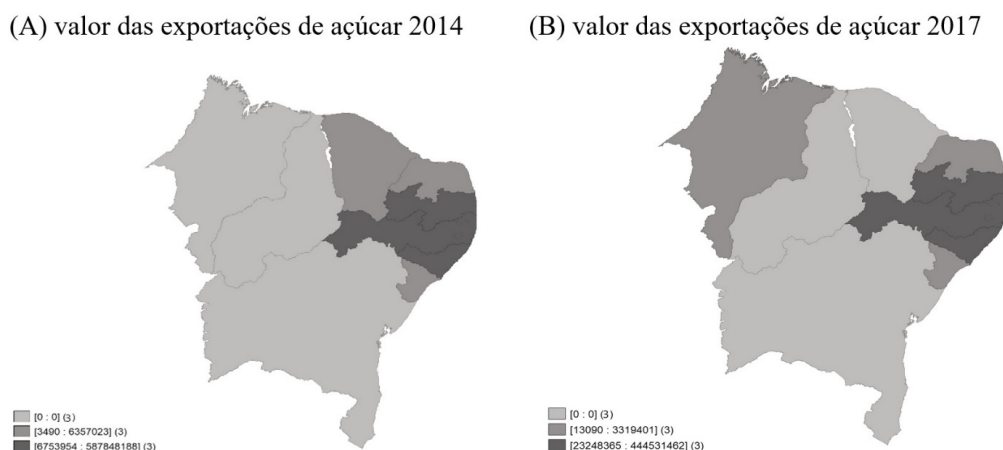 (A) valor das exportações de açúcar 2014
(B) valor das exportações de açúcar 2017
[0 : 0] (3)
[3490 : 6357023] (3)
[6753954 : 587848188] (3)
[0 : 0] (3)
[13090 : 3319401] (3)
[23248365 : 444531462] (3)